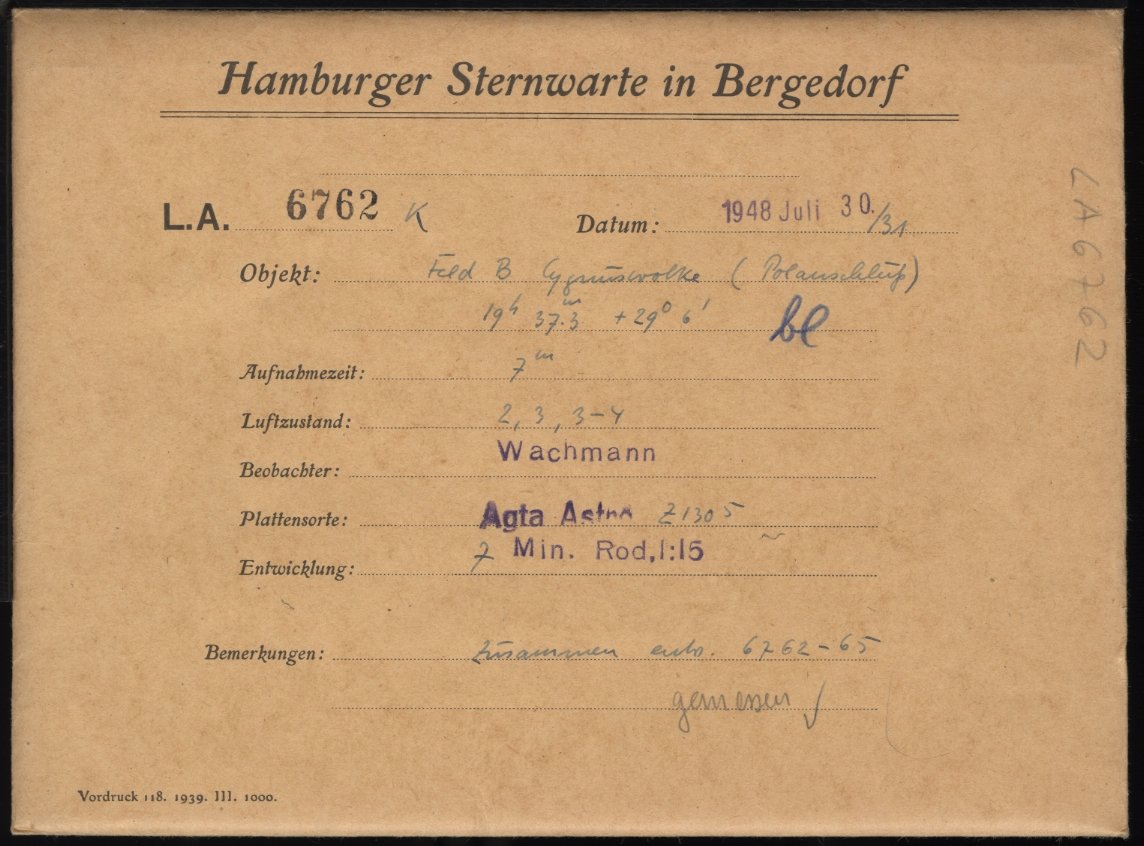 Hamburger Sternwarte in Bergedorf
L.A. 6762 K Datum: 1948 Juli 30./31
Objekt: Feld B Cygnuswolke (Polanschluß)
19h 37.m3 +29° 6'
bl
Aufnahmezeit: 7m
Luftzustand: 2, 3, 3-4
Beobachter: Wachmann
Plattensorte: Agfa Astro Z1305
Entwicklung: 7 Min. Rod.1:15
Bemerkungen: Zusammen entw. 6762-65
gemessen ✓
Vordruck 118. 1939. III. 1000.
LA 6762